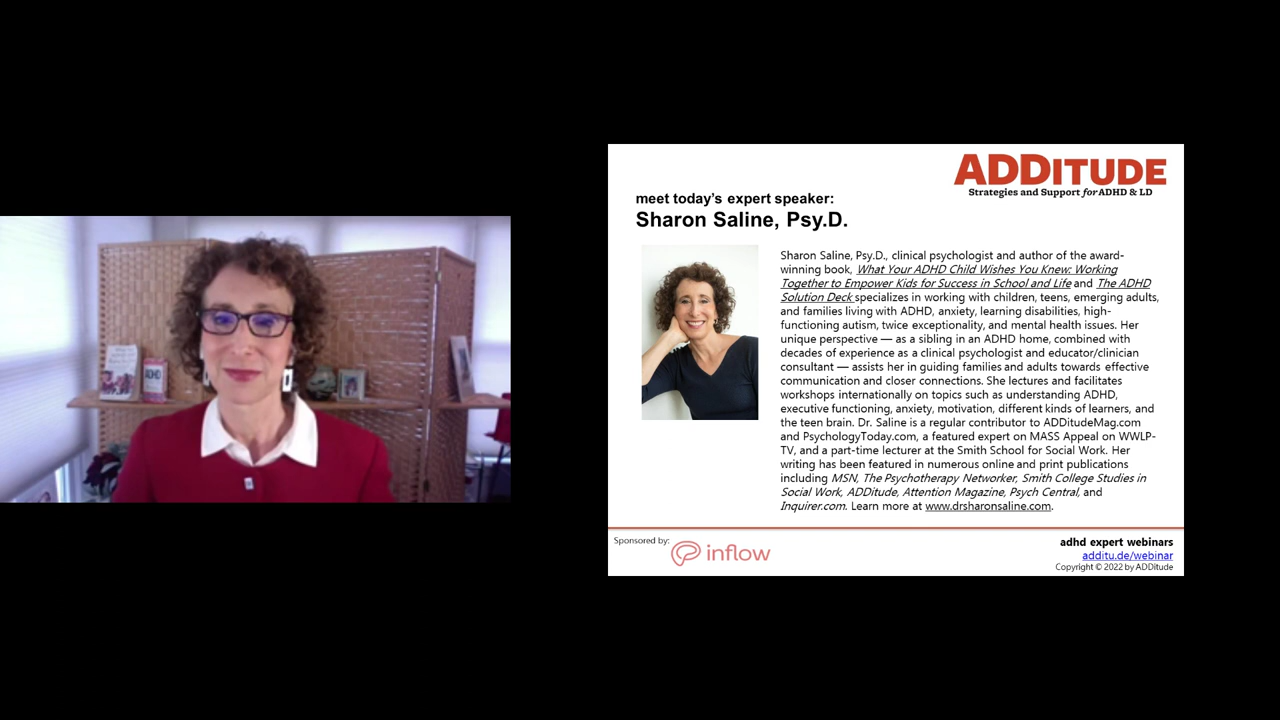 ADDITUDE
Strategies and Support for ADHD & LD
meet today's expert speaker:
Sharon Saline, Psy.D.
Sharon Saline, Psy.D., clinical psychologist and author of the award-
winning book, What Your ADHD Child Wishes You Knew: Working
Together to Empower Kids for Success in School and Life and The ADHD
Solution Deck specializes in working with children, teens, emerging adults,
and families living with ADHD, anxiety, learning disabilities, high-
functioning autism, twice exceptionality, and mental health issues. Her
unique perspective — as a sibling in an ADHD home, combined with
decades of experience as a clinical psychologist and educator/clinician
consultant — assists her in guiding families and adults towards effective
communication and closer connections. She lectures and facilitates
workshops internationally on topics such as understanding ADHD,
executive functioning, anxiety, motivation, different kinds of learners, and
the teen brain. Dr. Saline is a regular contributor to ADDitudeMag.com
and PsychologyToday.com, a featured expert on MASS Appeal on WWLP-
TV, and a part-time lecturer at the Smith School for Social Work. Her
writing has been featured in numerous online and print publications
including MSN, The Psychotherapy Networker, Smith College Studies in
Social Work, ADDitude, Attention Magazine, Psych Central, and
Inquirer.com. Learn more at www.drsharonsaline.com.
Sponsored by:
inflow
adhd expert webinars
additu.de/webinar
Copyright © 2022 by ADDitude
ADHD